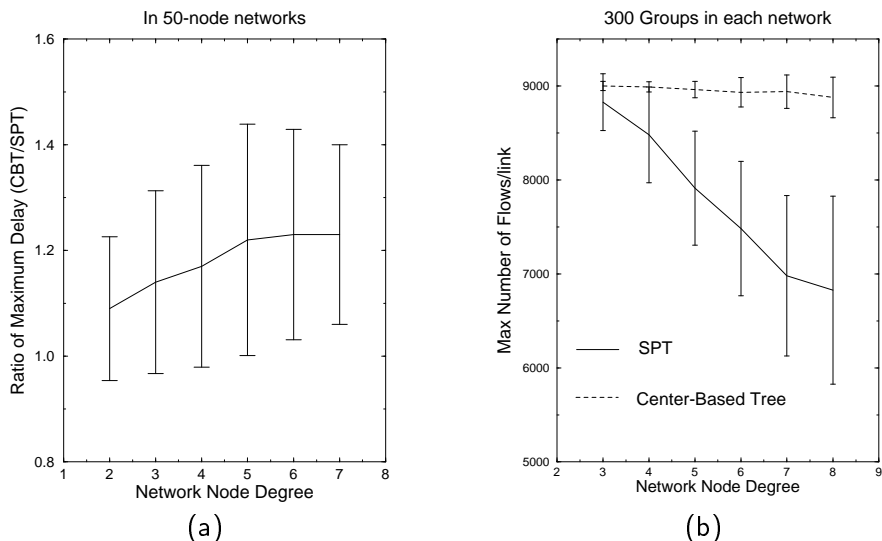 In 50-node networks
Ratio of Maximum Delay (CBT/SPT)
1.6
1.4
1.2
1.0
0.8
1 2 3 4 5 6 7 8
Network Node Degree
(a)
300 Groups in each network
Max Number of Flows/link
9000
8000
7000
6000
5000
SPT
Center-Based Tree
2 3 4 5 6 7 8 9
Network Node Degree
(b)